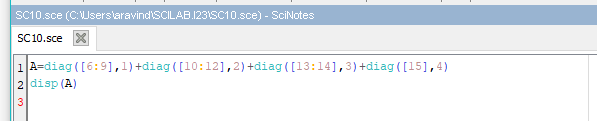 SC10.sce (C:\Users\aravind\SCILAB.I23\SC10.sce) - SciNotes
SC10.sce
1 A=diag([6:9],1)+diag([10:12],2)+diag([13:14],3)+diag([15],4)
2 disp(A)
3